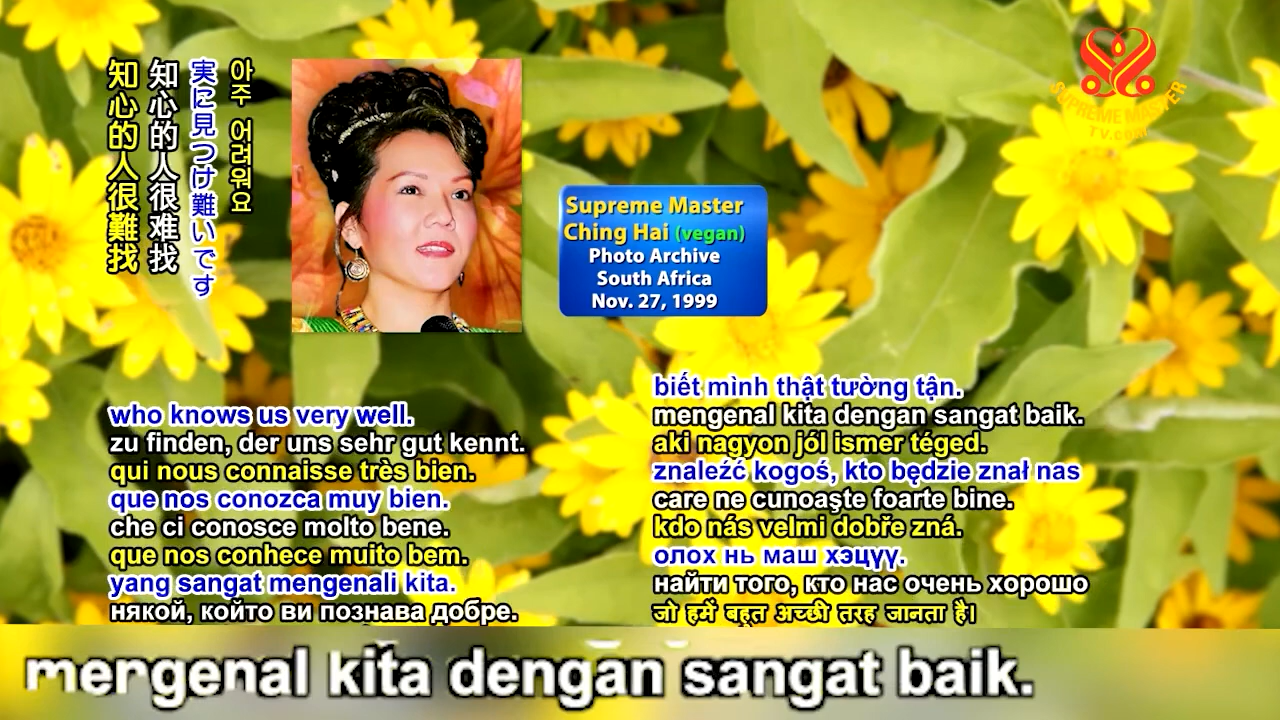 知心的人很難找
知心的人很难找
実に見つけ難いです
아주 어려워요
SUPREME MASTER
TV.com
Supreme Master
Ching Hai (vegan)
Photo Archive
South Africa
Nov. 27, 1999
who knows us very well.
zu finden, der uns sehr gut kennt.
qui nous connaisse très bien.
que nos conozca muy bien.
che ci conosce molto bene.
que nos conhece muito bem.
yang sangat mengenali kita.
някой, който ви познава добре.
biết mình thật tường tận.
mengenal kita dengan sangat baik.
aki nagyon jól ismer téged.
znaleźć kogoś, kto będzie znał nas
care ne cunoaşte foarte bine.
kdo nás velmi dobře zná.
олох нь маш хэцүү.
найти того, кто нас очень хорошо
जो हमें बहुत अच्छी तरह जानता है।
mengenal kita dengan sangat baik.